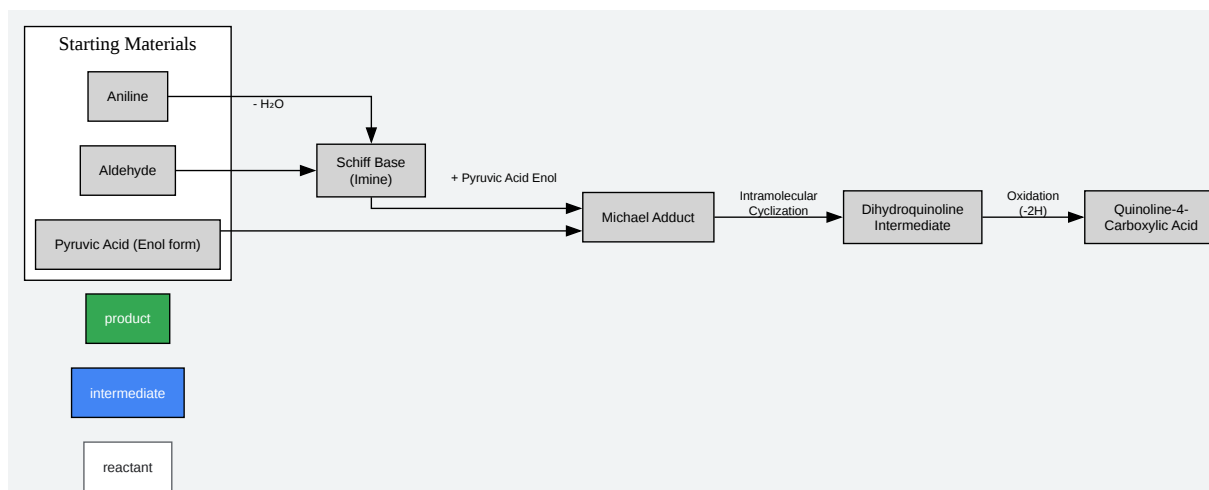 Starting Materials
Aniline
- H₂O
Aldehyde
Schiff Base
(Imine)
+ Pyruvic Acid Enol
Pyruvic Acid (Enol form)
Michael Adduct
Intramolecular
Cyclization
Dihydroquinoline
Intermediate
Oxidation
(-2H)
Quinoline-4-
Carboxylic Acid
product
intermediate
reactant